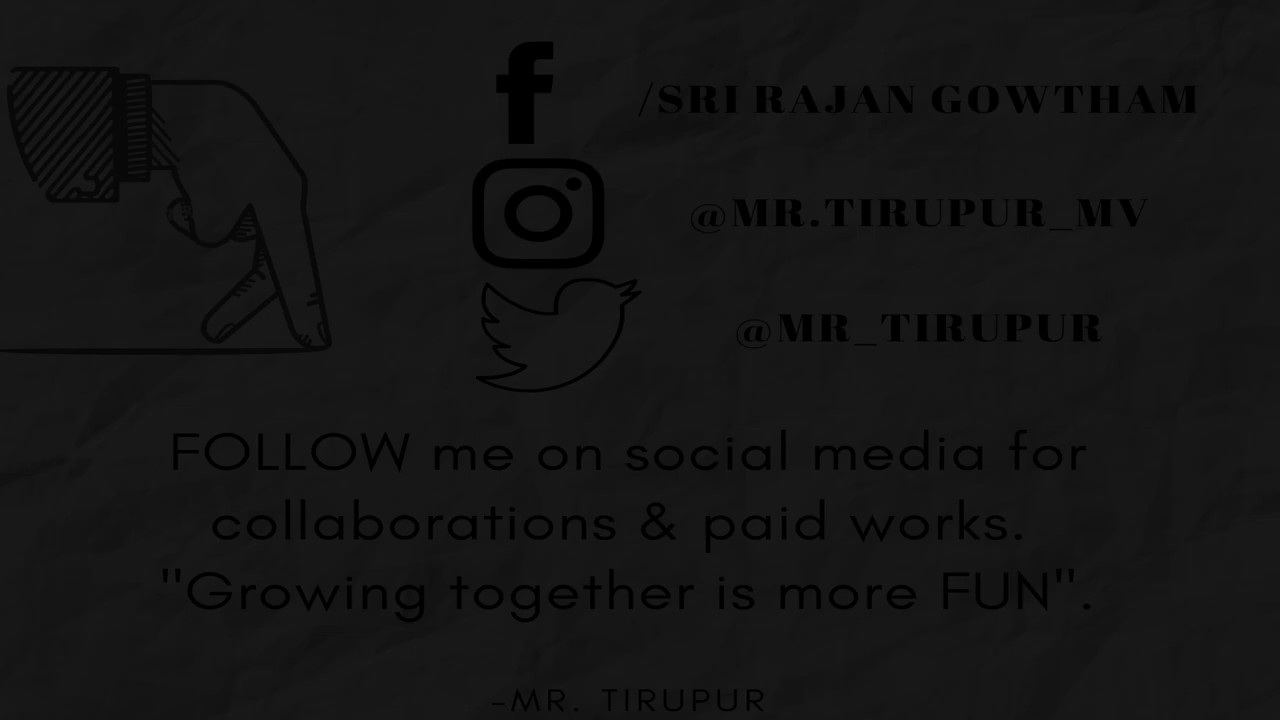 /SRI RAJAN GOWTHAM
@MR.TIRUPUR_MV
@MR_TIRUPUR
FOLLOW me on social media for
collaborations & paid works.
"Growing together is more FUN".
-MR. TIRUPUR